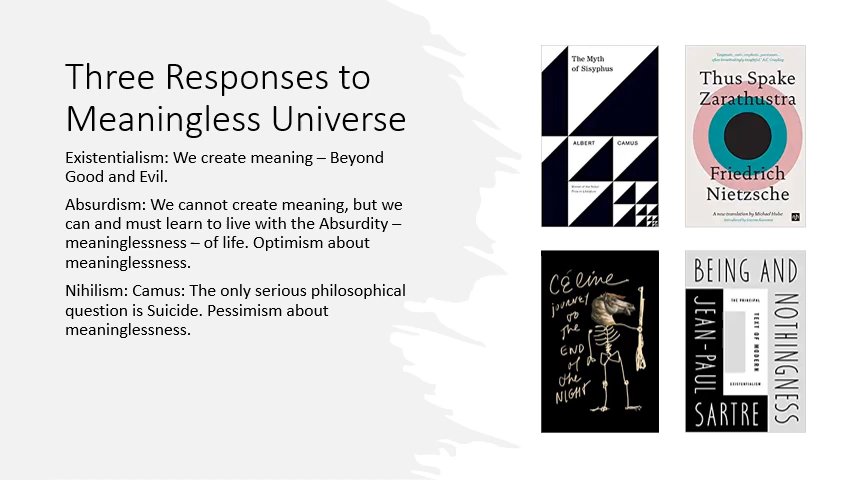 Three Responses to
Meaningless Universe
Existentialism: We create meaning – Beyond
Good and Evil.
Absurdism: We cannot create meaning, but we
can and must learn to live with the Absurdity –
meaninglessness – of life. Optimism about
meaninglessness.
Nihilism: Camus: The only serious philosophical
question is Suicide. Pessimism about
meaninglessness.
The Myth
of Sisyphus
ALBERT CAMUS
Thus Spake
Zarathustra
Friedrich
Nietzsche
A new translation by Michael Hulse
CÉLINE
JOURNEY
to
the
END
of
the
NIGHT
BEING AND
NOTHINGNESS
JEAN-PAUL
SARTRE
THE PRINCIPAL
TEXT OF MODERN
EXISTENTIALISM